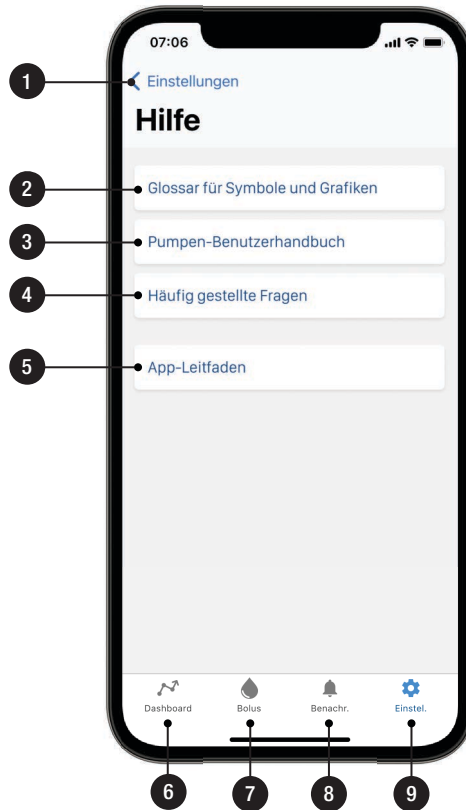 07:06
1
Einstellungen
Hilfe
2
Glossar für Symbole und Grafiken
3
Pumpen-Benutzerhandbuch
4
Häufig gestellte Fragen
5
App-Leitfaden
Dashboard Bolus Benachr. Einstel.
6 7 8 9